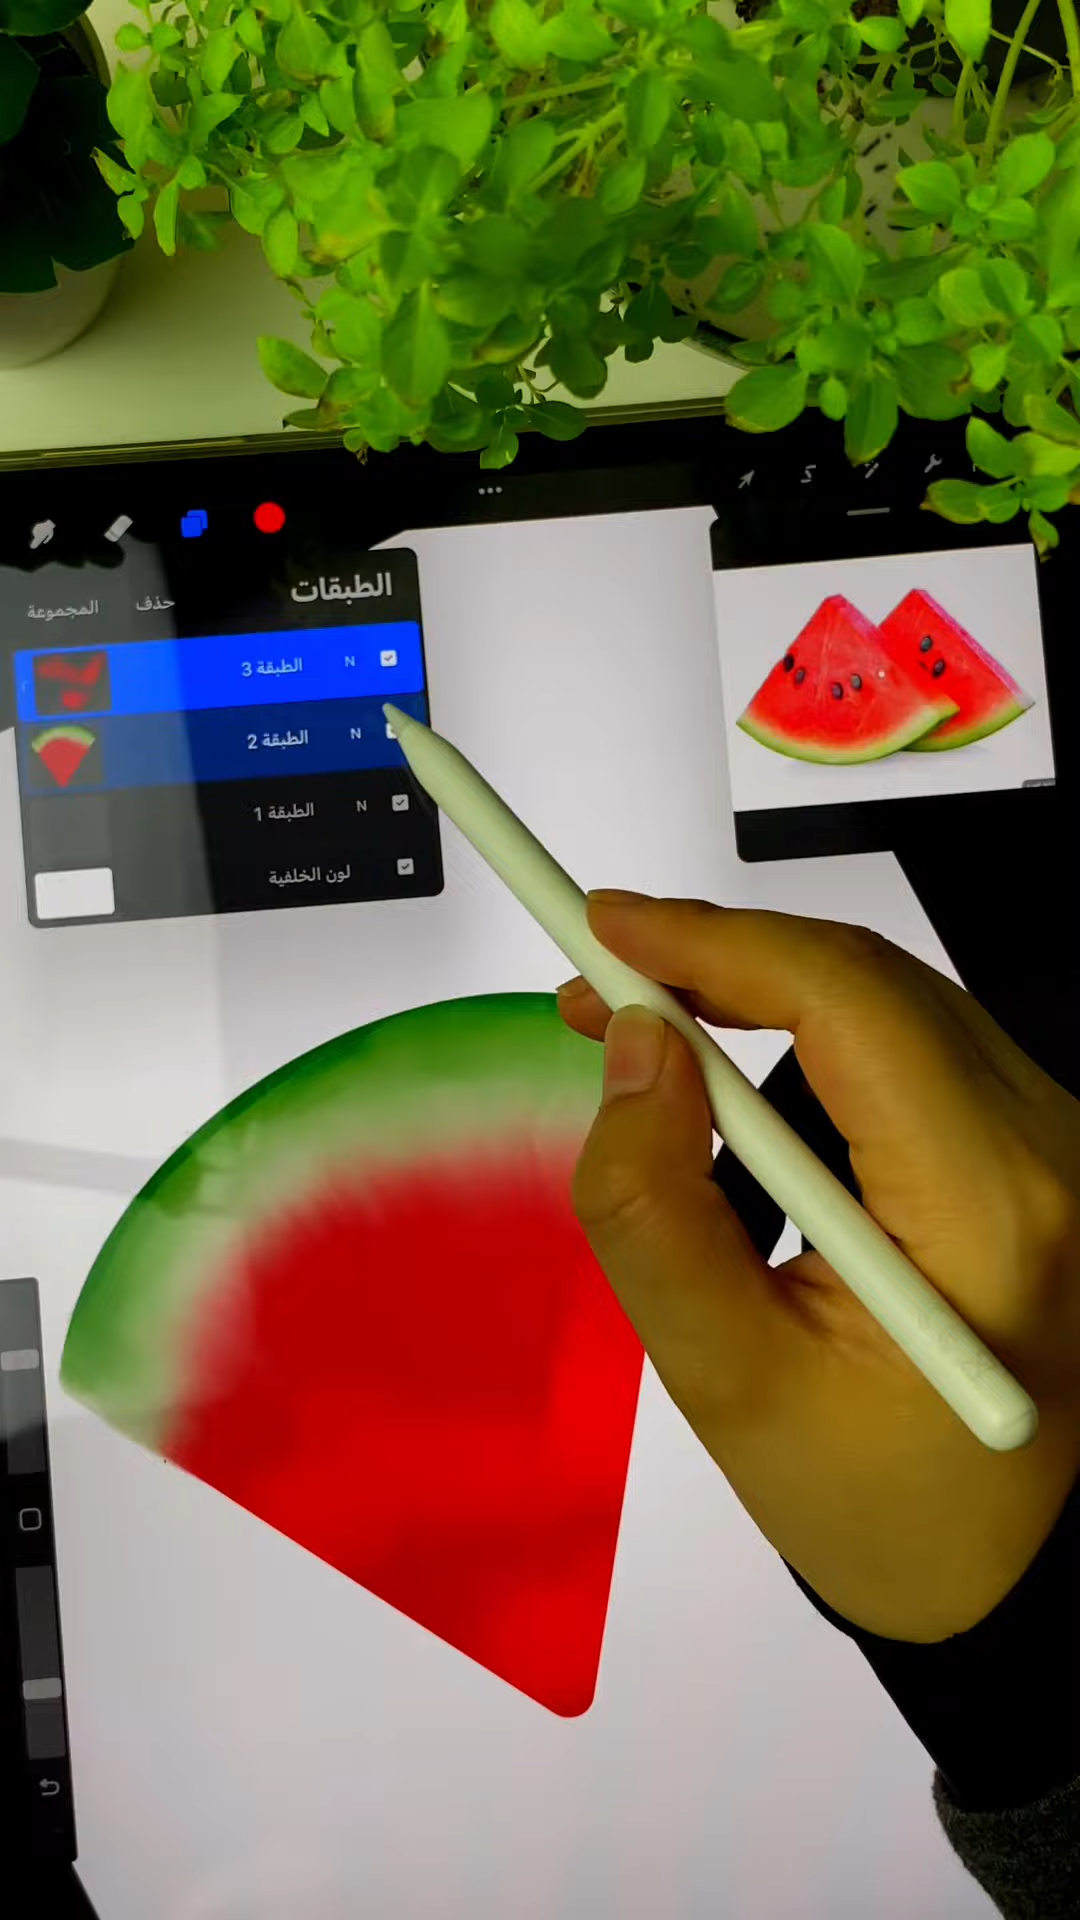 الطبقات
حذف المجموعة
N الطبقة 3
N الطبقة 2
N الطبقة 1
لون الخلفية